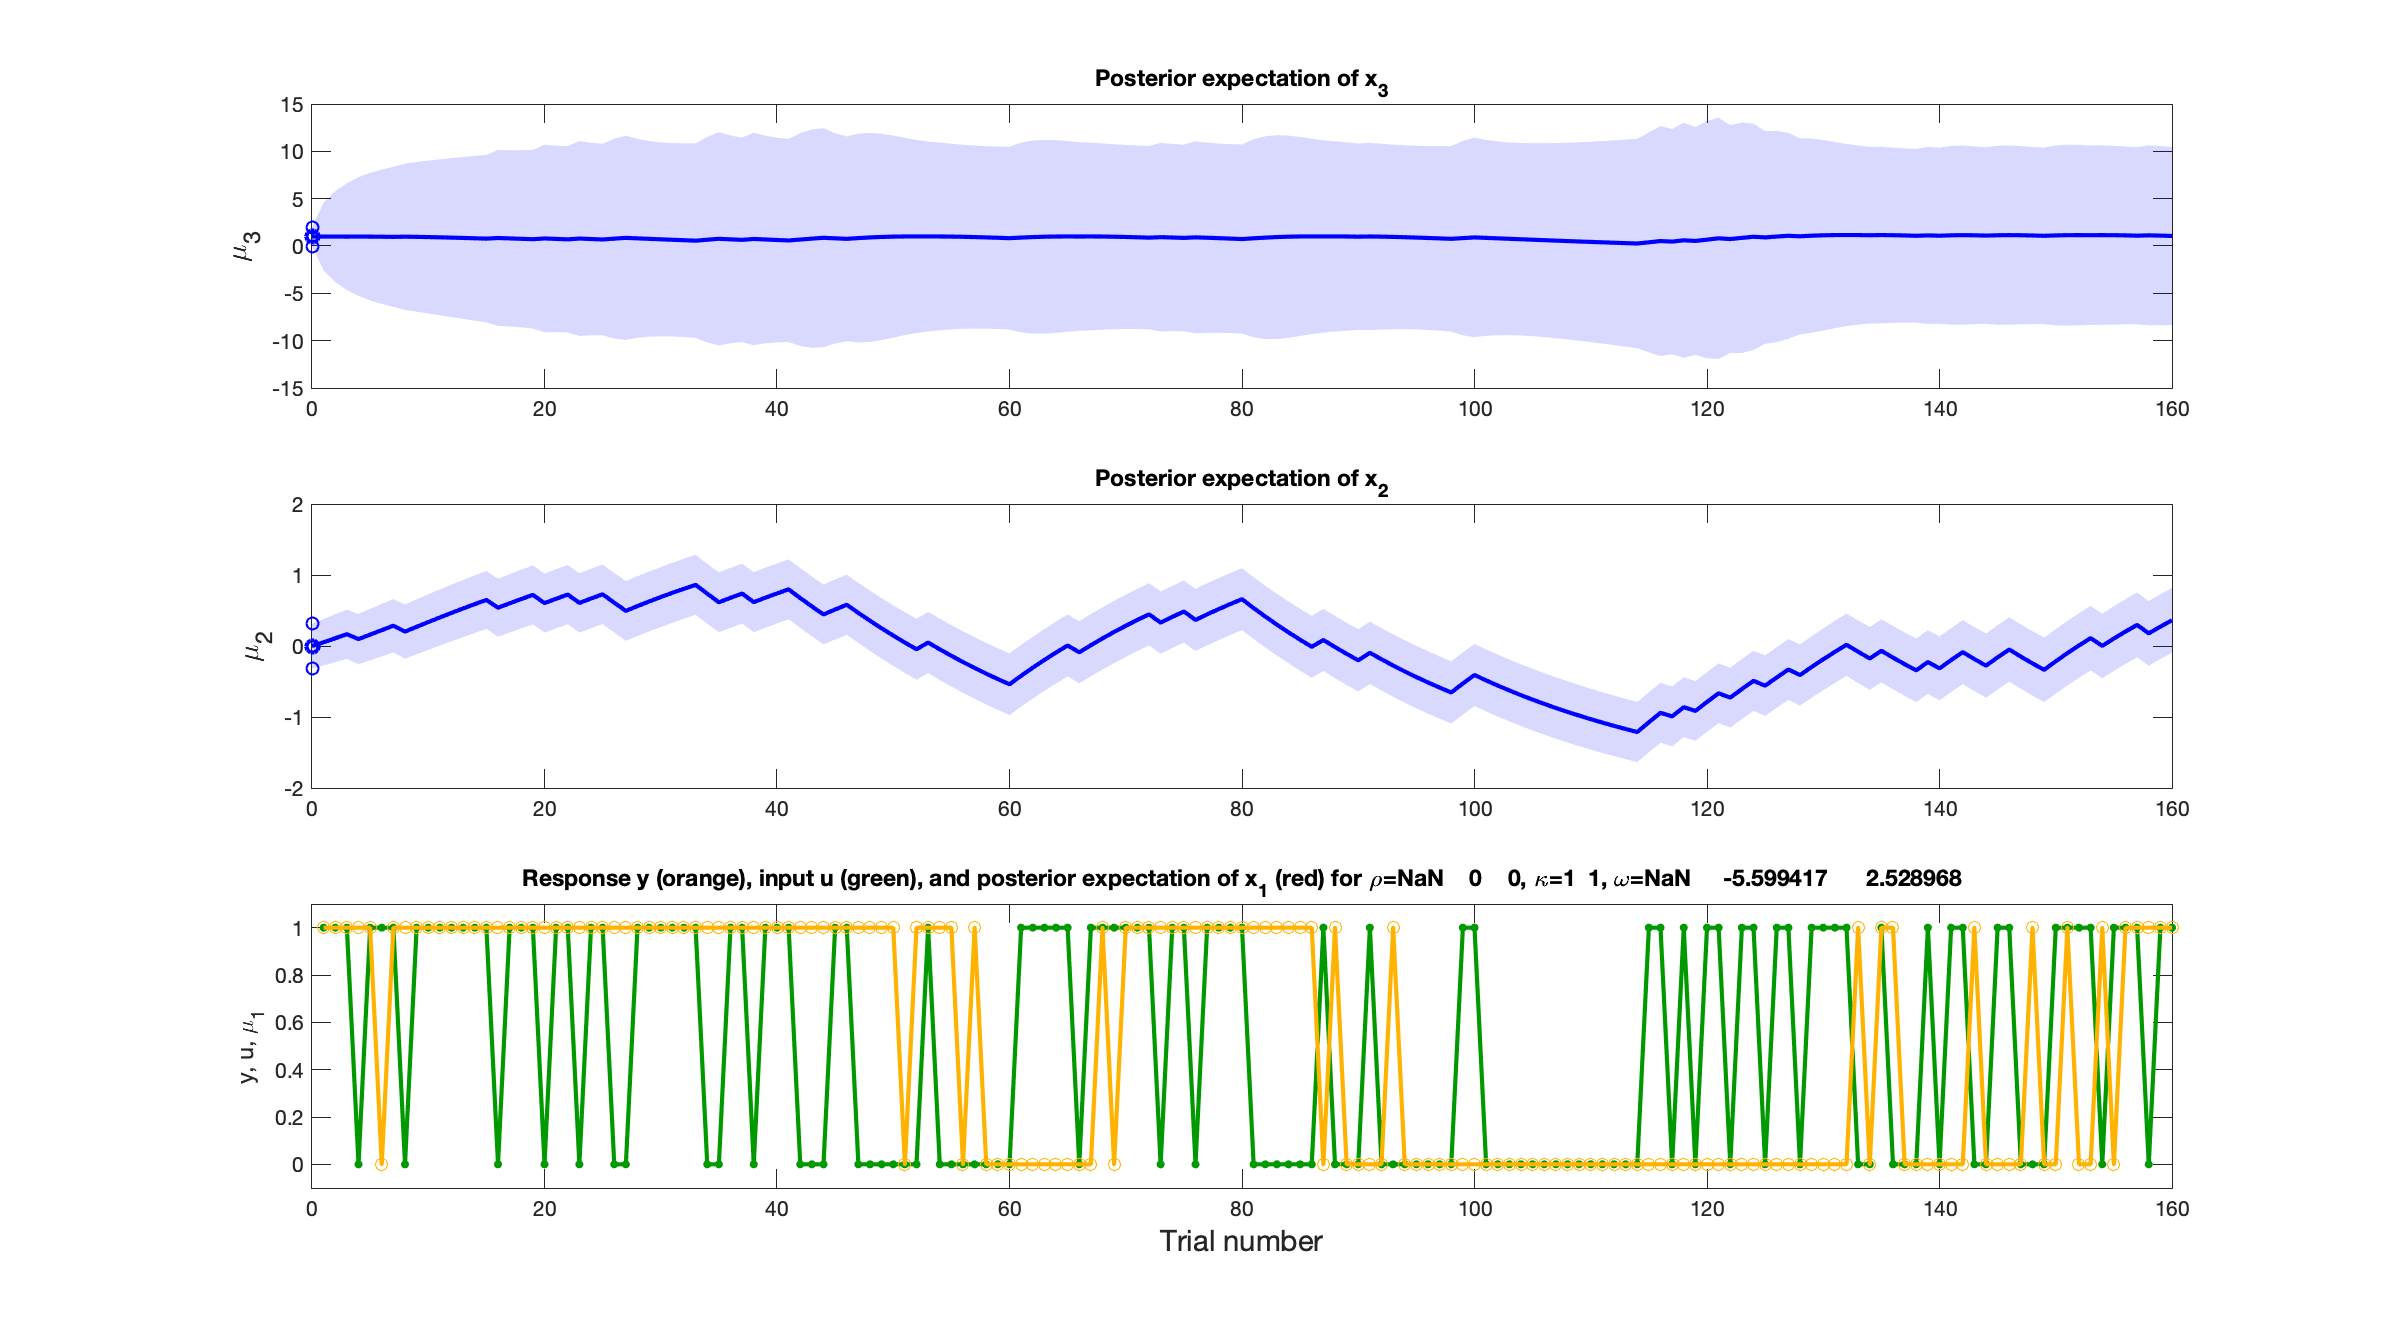 Posterior expectation of x3
15
10
5
0
-5
-10
-15
μ3
0 20 40 60 80 100 120 140 160
Posterior expectation of x2
2
1
0
-1
-2
μ2
0 20 40 60 80 100 120 140 160
Response y (orange), input u (green), and posterior expectation of x1 (red) for ρ=NaN 0 0, κ=1 1, ω=NaN -5.599417 2.528968
1
0.8
0.6
0.4
0.2
0
y, u, μ1
0 20 40 60 80 100 120 140 160
Trial number